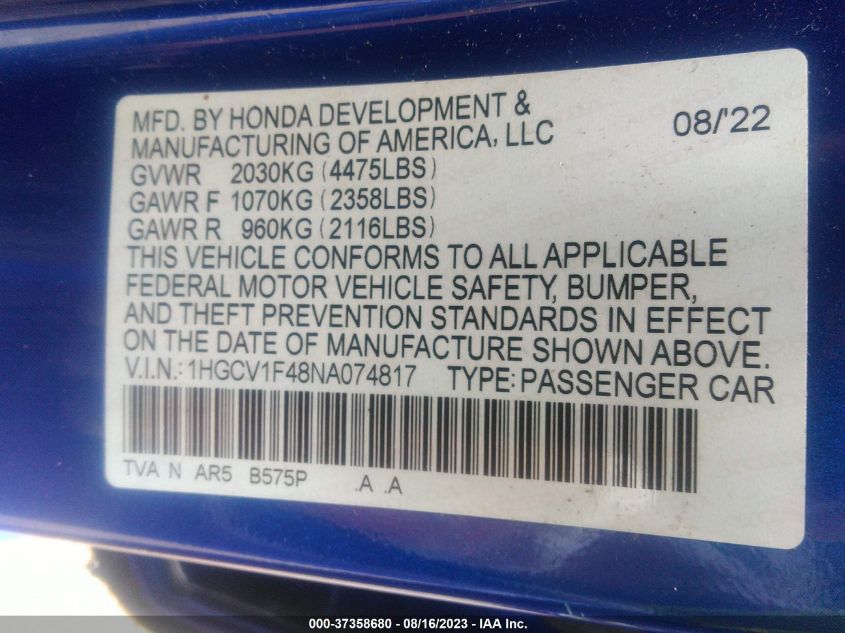 MFD. BY HONDA DEVELOPMENT & 
MANUFACTURING OF AMERICA, LLC 08/'22
GVWR 2030KG (4475LBS)
GAWR F 1070KG (2358LBS)
GAWR R 960KG (2116LBS)
THIS VEHICLE CONFORMS TO ALL APPLICABLE
FEDERAL MOTOR VEHICLE SAFETY, BUMPER,
AND THEFT PREVENTION STANDARDS IN EFFECT
ON THE DATE OF MANUFACTURE SHOWN ABOVE.
V.I.N.: 1HGCV1F48NA074817 TYPE: PASSENGER CAR
TVA N AR5 B575P .A .A
000-37358680 - 08/16/2023 - IAA Inc.